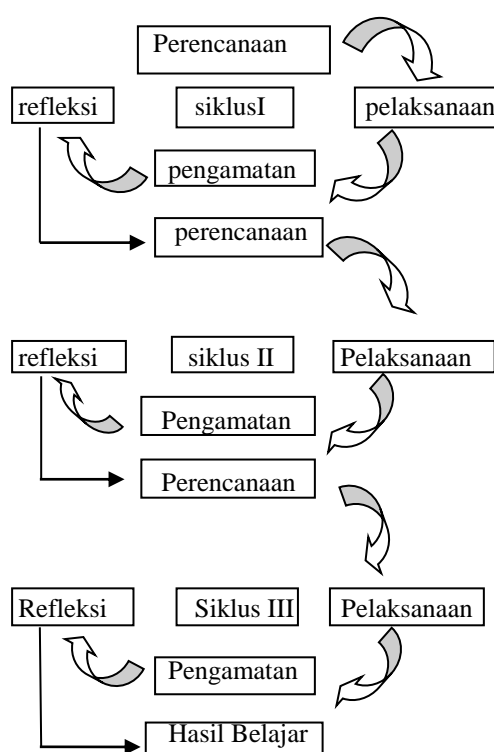 Perencanaan
refleksi siklusI pelaksanaan
pengamatan
perencanaan
refleksi siklus II Pelaksanaan
Pengamatan
Perencanaan
Refleksi Siklus III Pelaksanaan
Pengamatan
Hasil Belajar